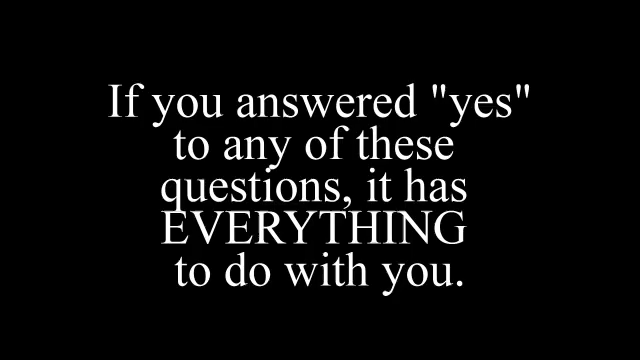 If you answered "yes"
to any of these
questions, it has
EVERYTHING
to do with you.